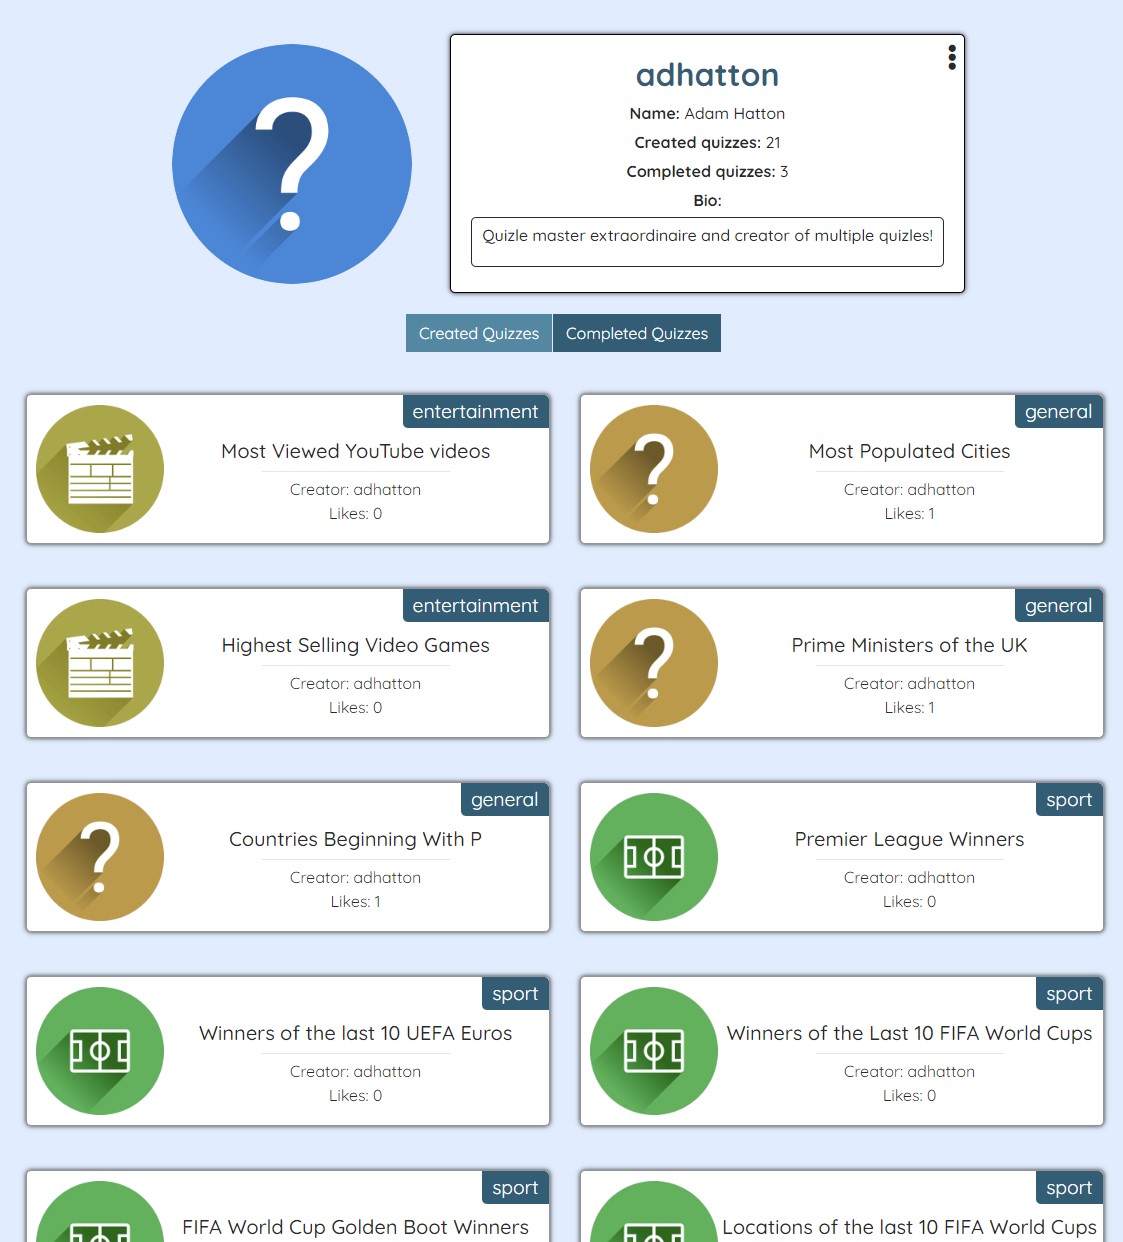 adhatton
Name: Adam Hatton
Created quizzes: 21
Completed quizzes: 3
Bio:
Quizle master extraordinaire and creator of multiple quizles!
Created Quizzes
Completed Quizzes
entertainment
Most Viewed YouTube videos
Creator: adhatton
Likes: 0
general
Most Populated Cities
Creator: adhatton
Likes: 1
entertainment
Highest Selling Video Games
Creator: adhatton
Likes: 0
general
Prime Ministers of the UK
Creator: adhatton
Likes: 1
general
Countries Beginning With P
Creator: adhatton
Likes: 1
sport
Premier League Winners
Creator: adhatton
Likes: 0
sport
Winners of the last 10 UEFA Euros
Creator: adhatton
Likes: 0
sport
Winners of the Last 10 FIFA World Cups
Creator: adhatton
Likes: 0
sport
FIFA World Cup Golden Boot Winners
sport
Locations of the last 10 FIFA World Cups